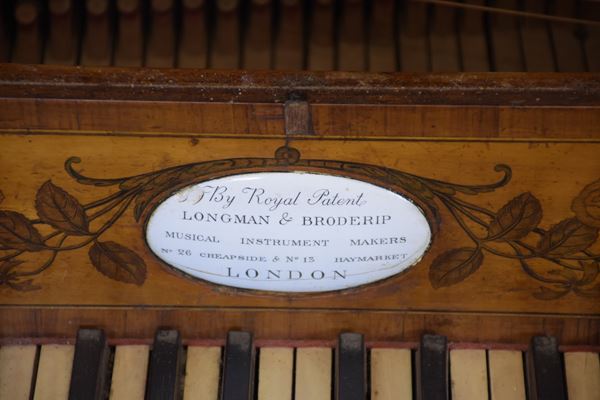 By Royal Patent
LONGMAN & BRODERIP
MUSICAL INSTRUMENT MAKERS
No 26 CHEAPSIDE & No 13 HAYMARKET
LONDON